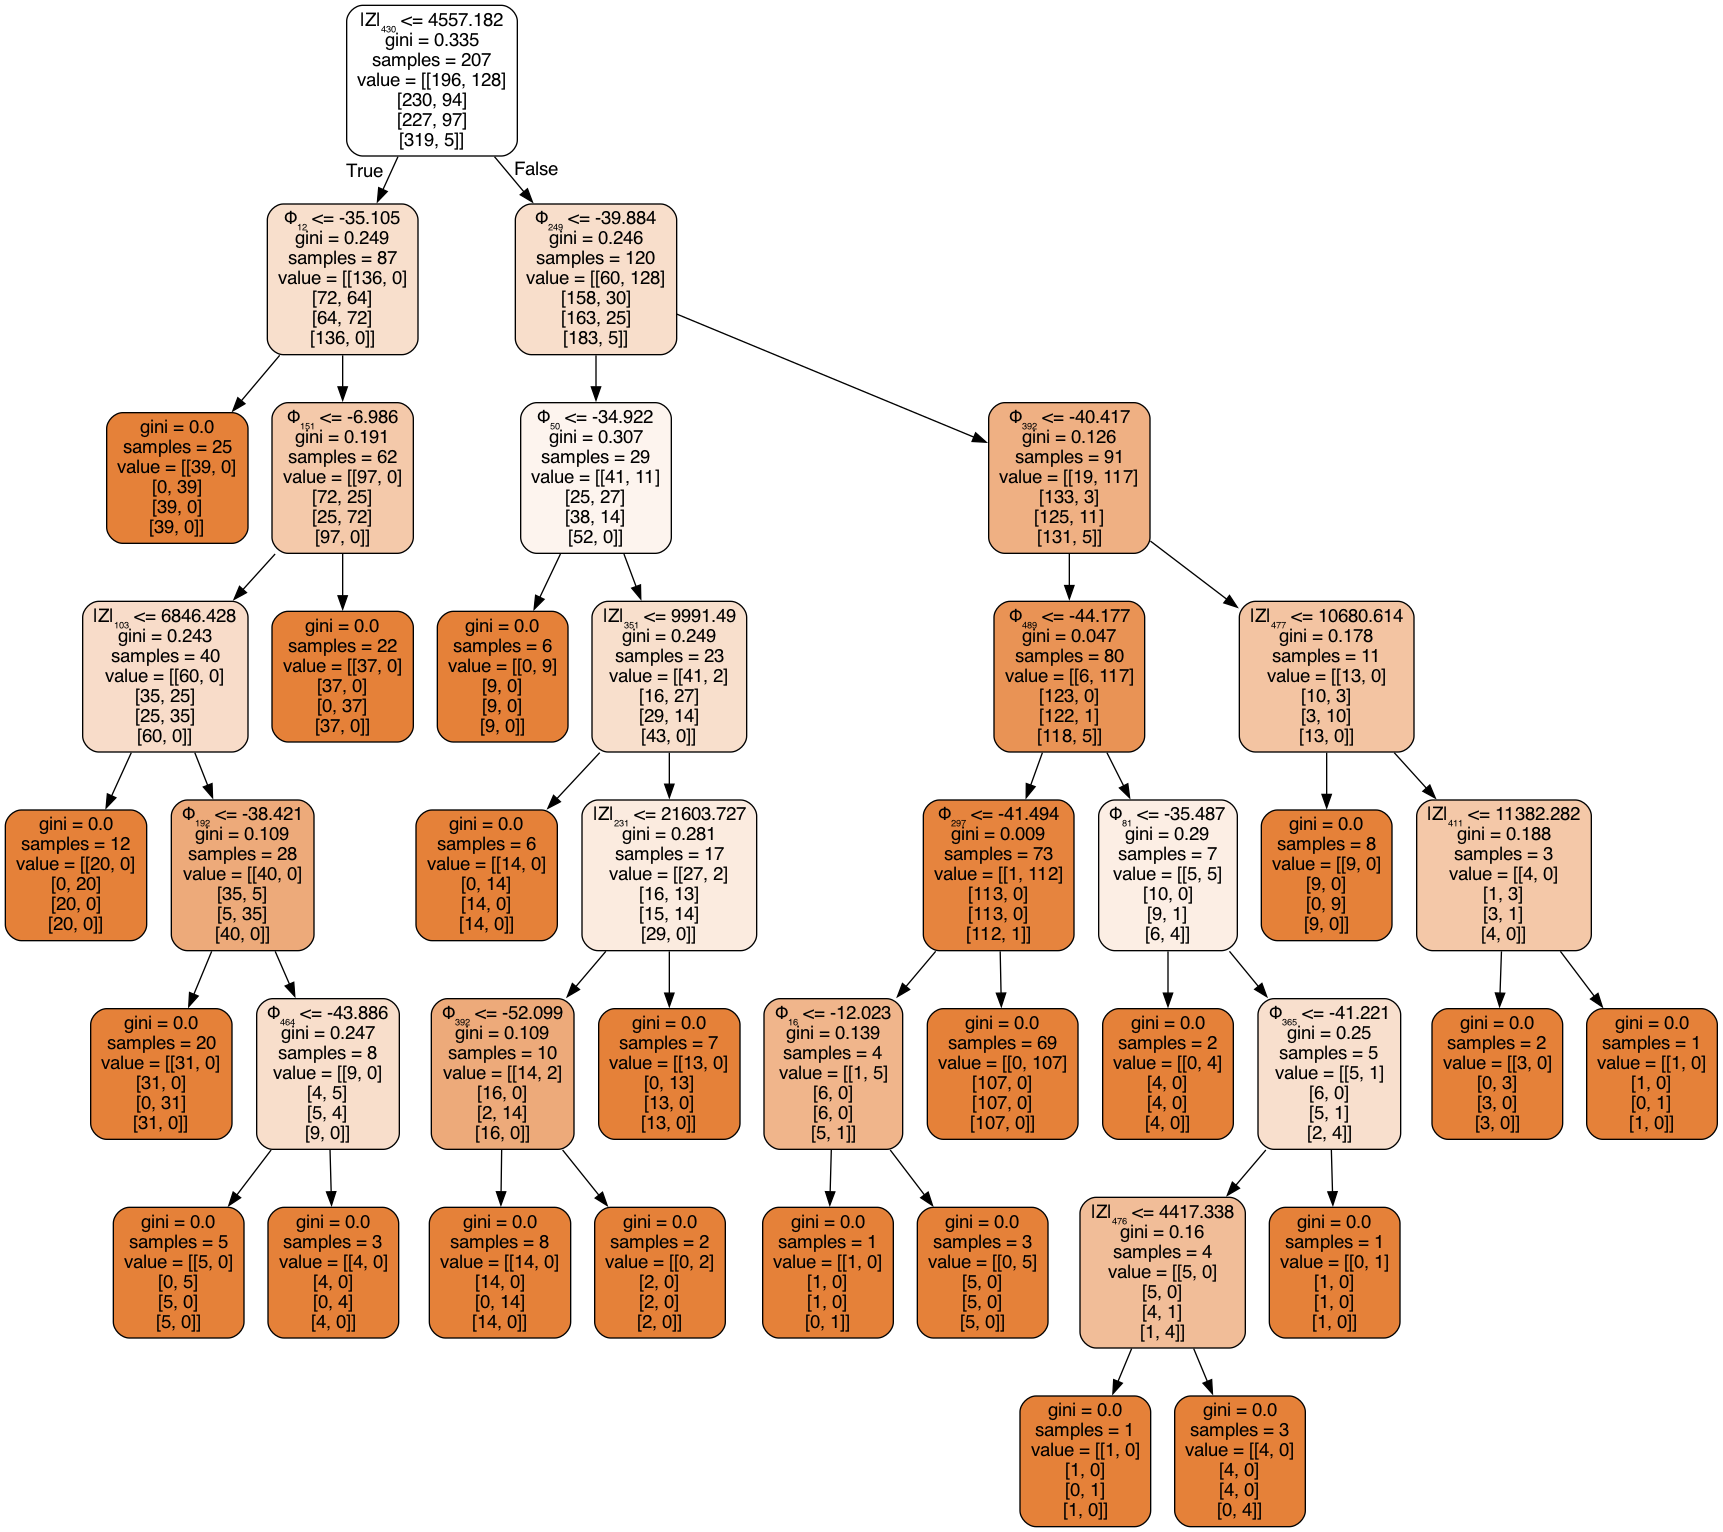 |Z|₄₃₀ <= 4557.182
gini = 0.335
samples = 207
value = [[196, 128]
[230, 94]
[227, 97]
[319, 5]]
True
False
Φ₁₂ <= -35.105
gini = 0.249
samples = 87
value = [[136, 0]
[72, 64]
[64, 72]
[136, 0]]
Φ₂₄₉ <= -39.884
gini = 0.246
samples = 120
value = [[60, 128]
[158, 30]
[163, 25]
[183, 5]]
gini = 0.0
samples = 25
value = [[39, 0]
[0, 39]
[39, 0]
[39, 0]]
Φ₁₅₁ <= -6.986
gini = 0.191
samples = 62
value = [[97, 0]
[72, 25]
[25, 72]
[97, 0]]
Φ₅₀ <= -34.922
gini = 0.307
samples = 29
value = [[41, 11]
[25, 27]
[38, 14]
[52, 0]]
Φ₃₉₂ <= -40.417
gini = 0.126
samples = 91
value = [[19, 117]
[133, 3]
[125, 11]
[131, 5]]
|Z|₁₀₃ <= 6846.428
gini = 0.243
samples = 40
value = [[60, 0]
[35, 25]
[25, 35]
[60, 0]]
gini = 0.0
samples = 22
value = [[37, 0]
[37, 0]
[0, 37]
[37, 0]]
gini = 0.0
samples = 6
value = [[0, 9]
[9, 0]
[9, 0]
[9, 0]]
|Z|₃₅₁ <= 9991.49
gini = 0.249
samples = 23
value = [[41, 2]
[16, 27]
[29, 14]
[43, 0]]
Φ₄₈₉ <= -44.177
gini = 0.047
samples = 80
value = [[6, 117]
[123, 0]
[122, 1]
[118, 5]]
|Z|₄₇₇ <= 10680.614
gini = 0.178
samples = 11
value = [[13, 0]
[10, 3]
[3, 10]
[13, 0]]
gini = 0.0
samples = 12
value = [[20, 0]
[0, 20]
[20, 0]
[20, 0]]
Φ₁₉₂ <= -38.421
gini = 0.109
samples = 28
value = [[40, 0]
[35, 5]
[5, 35]
[40, 0]]
gini = 0.0
samples = 6
value = [[14, 0]
[0, 14]
[14, 0]
[14, 0]]
|Z|₂₃₁ <= 21603.727
gini = 0.281
samples = 17
value = [[27, 2]
[16, 13]
[15, 14]
[29, 0]]
Φ₂₉₇ <= -41.494
gini = 0.009
samples = 73
value = [[1, 112]
[113, 0]
[113, 0]
[112, 1]]
Φ₈₁ <= -35.487
gini = 0.29
samples = 7
value = [[5, 5]
[10, 0]
[9, 1]
[6, 4]]
gini = 0.0
samples = 8
value = [[9, 0]
[9, 0]
[0, 9]
[9, 0]]
|Z|₄₁₁ <= 11382.282
gini = 0.188
samples = 3
value = [[4, 0]
[1, 3]
[3, 1]
[4, 0]]
gini = 0.0
samples = 20
value = [[31, 0]
[31, 0]
[0, 31]
[31, 0]]
Φ₄₆₄ <= -43.886
gini = 0.247
samples = 8
value = [[9, 0]
[4, 5]
[5, 4]
[9, 0]]
Φ₃₉₂ <= -52.099
gini = 0.109
samples = 10
value = [[14, 2]
[16, 0]
[2, 14]
[16, 0]]
gini = 0.0
samples = 7
value = [[13, 0]
[0, 13]
[13, 0]
[13, 0]]
Φ₁₆ <= -12.023
gini = 0.139
samples = 4
value = [[1, 5]
[6, 0]
[6, 0]
[5, 1]]
gini = 0.0
samples = 69
value = [[0, 107]
[107, 0]
[107, 0]
[107, 0]]
gini = 0.0
samples = 2
value = [[0, 4]
[4, 0]
[4, 0]
[4, 0]]
Φ₃₆₅ <= -41.221
gini = 0.25
samples = 5
value = [[5, 1]
[6, 0]
[5, 1]
[2, 4]]
gini = 0.0
samples = 2
value = [[3, 0]
[0, 3]
[3, 0]
[3, 0]]
gini = 0.0
samples = 1
value = [[1, 0]
[1, 0]
[0, 1]
[1, 0]]
gini = 0.0
samples = 5
value = [[5, 0]
[0, 5]
[5, 0]
[5, 0]]
gini = 0.0
samples = 3
value = [[4, 0]
[4, 0]
[0, 4]
[4, 0]]
gini = 0.0
samples = 8
value = [[14, 0]
[14, 0]
[0, 14]
[14, 0]]
gini = 0.0
samples = 2
value = [[0, 2]
[2, 0]
[2, 0]
[2, 0]]
gini = 0.0
samples = 1
value = [[1, 0]
[1, 0]
[1, 0]
[0, 1]]
gini = 0.0
samples = 3
value = [[0, 5]
[5, 0]
[5, 0]
[5, 0]]
|Z|₄₇₆ <= 4417.338
gini = 0.16
samples = 4
value = [[5, 0]
[5, 0]
[4, 1]
[1, 4]]
gini = 0.0
samples = 1
value = [[0, 1]
[1, 0]
[1, 0]
[1, 0]]
gini = 0.0
samples = 1
value = [[1, 0]
[1, 0]
[0, 1]
[1, 0]]
gini = 0.0
samples = 3
value = [[4, 0]
[4, 0]
[4, 0]
[0, 4]]